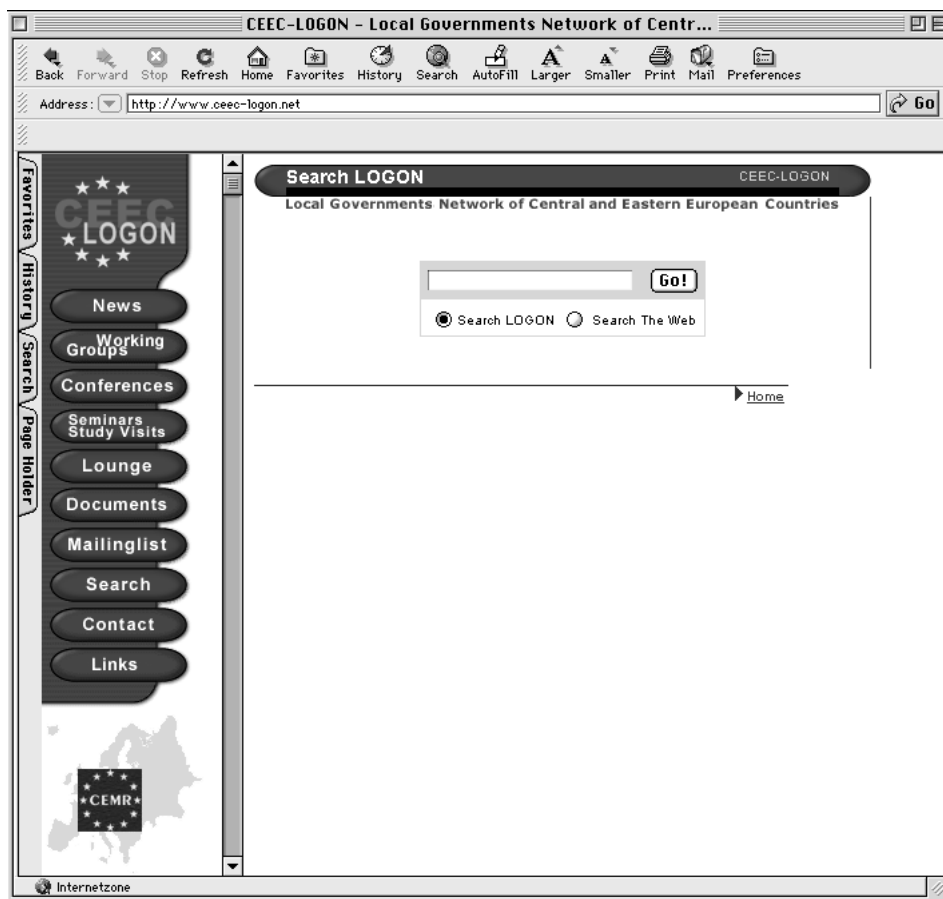 CEEC-LOGON - Local Governments Network of Centr...
Back Forward Stop Refresh Home Favorites History Search AutoFill Larger Smaller Print Mail Preferences
Address: http://www.ceec-logon.net
Go
Favorites
History
Search
Page Holder
CEEC
LOGON
News
Working
Groups
Conferences
Seminars
Study Visits
Lounge
Documents
Mailinglist
Search
Contact
Links
CEMR
Search LOGON CEEC-LOGON
Local Governments Network of Central and Eastern European Countries
Go!
Search LOGON Search The Web
Home
Internetzone